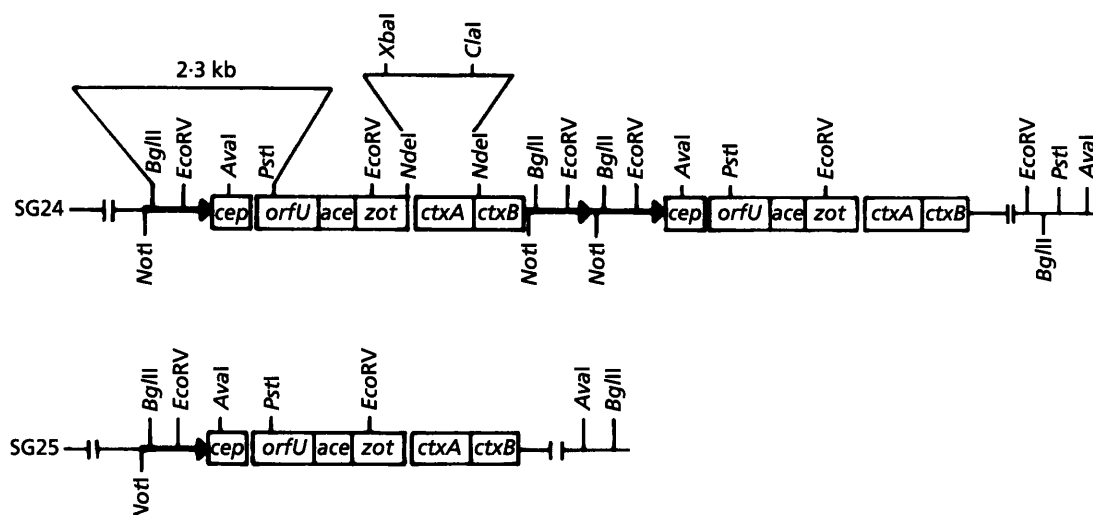 XbaI ClaI
2·3 kb
BglII EcoRV AvaI PstI EcoRV NdeI NdeI BglII EcoRV BglII EcoRV AvaI PstI EcoRV EcoRV PstI AvaI
SG24 cep orfU ace zot ctxA ctxB cep orfU ace zot ctxA ctxB
NotI NotI NotI BglII
BglII EcoRV AvaI PstI EcoRV AvaI BglII
SG25 cep orfU ace zot ctxA ctxB
NotI